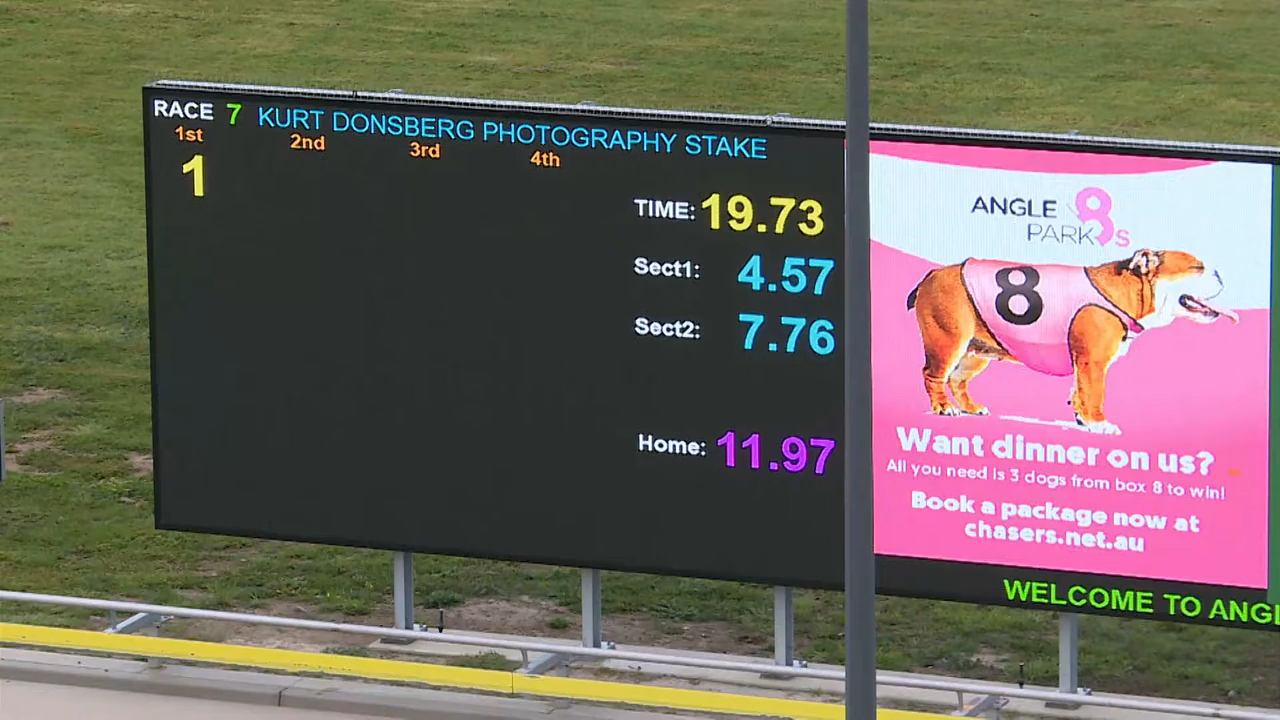 RACE 7 KURT DONSBERG PHOTOGRAPHY STAKE
1st 2nd 3rd 4th
1
TIME: 19.73
Sect1: 4.57
Sect2: 7.76
Home: 11.97
ANGLE 8s
PARK
8
Want dinner on us?
All you need is 3 dogs from box 8 to win!
Book a package now at
chasers.net.au
WELCOME TO ANGL